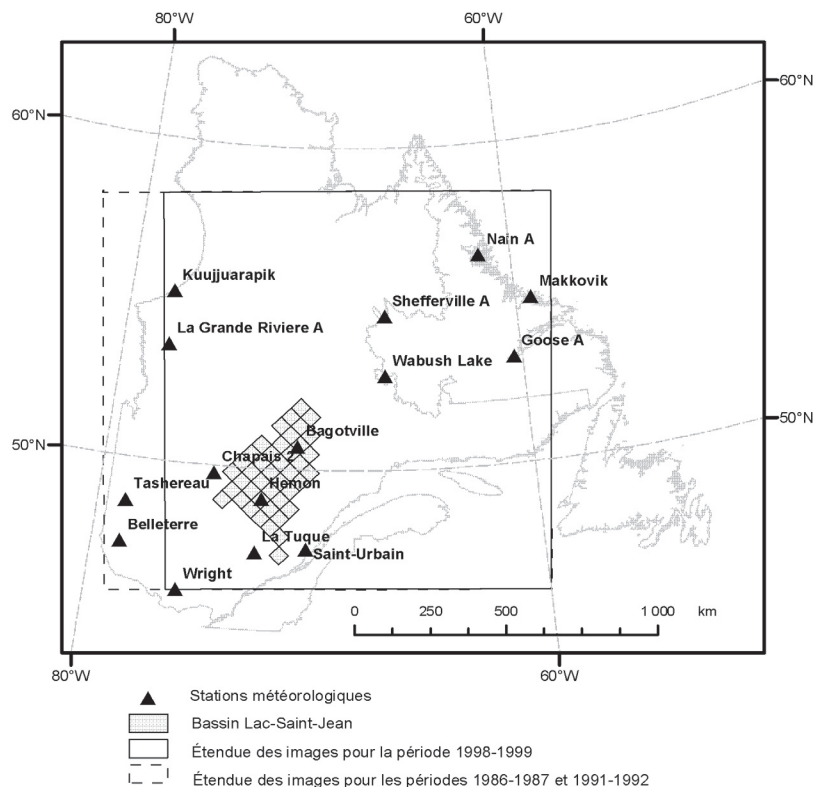 80°W
60°W
60°N
60°N
Nain A
Kuujjuarapik
Makkovik
Shefferville A
La Grande Riviere A
Goose A
Wabush Lake
50°N
Bagotville
50°N
Chapais 2
Tashereau
Hemon
Belleterre
La Tuque
Saint-Urbain
Wright
0 250 500 1 000 km
80°W
60°W
Stations météorologiques
Bassin Lac-Saint-Jean
Étendue des images pour la période 1998-1999
Étendue des images pour les périodes 1986-1987 et 1991-1992